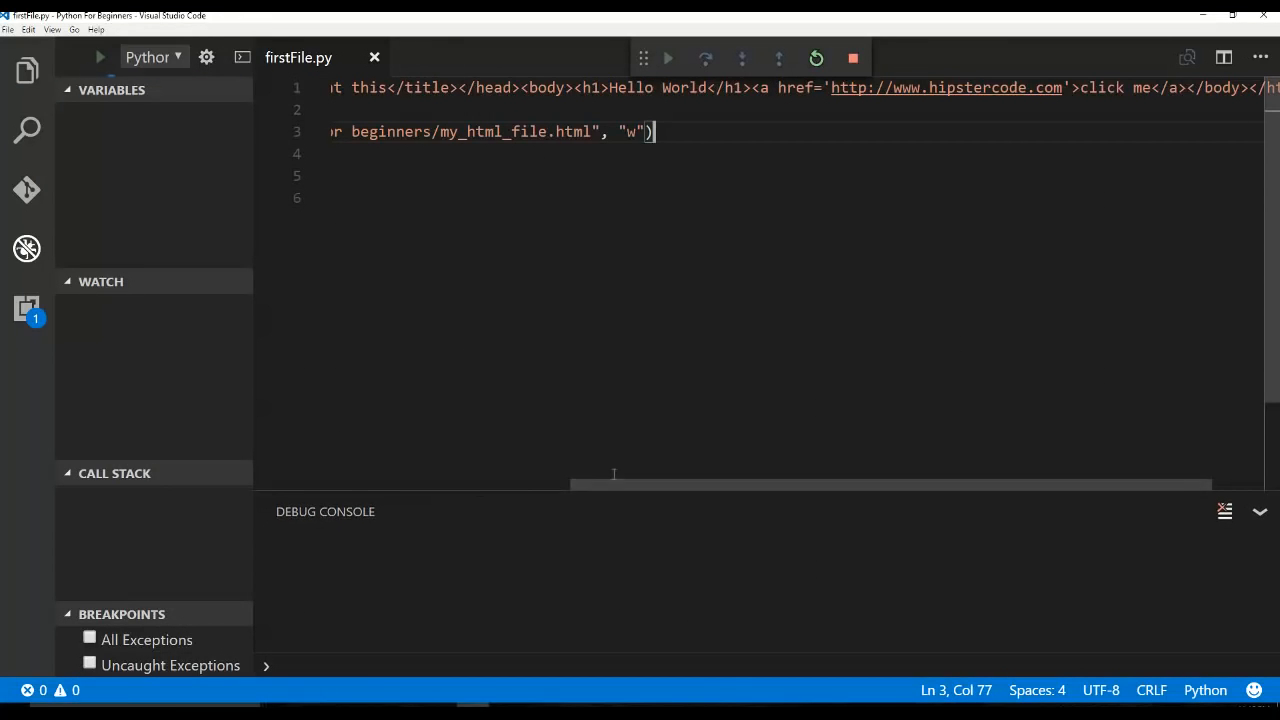 firstFile.py - Python For Beginners - Visual Studio Code
File Edit View Go Help
Python
firstFile.py
VARIABLES
WATCH
CALL STACK
BREAKPOINTS
All Exceptions
Uncaught Exceptions
1 nt this</title></head><body><h1>Hello World</h1><a href='http://www.hipstercode.com'>click me</a></body></ht
2
3 or beginners/my_html_file.html", "w")
4
5
6
1
DEBUG CONSOLE
0 0
Ln 3, Col 77 Spaces: 4 UTF-8 CRLF Python